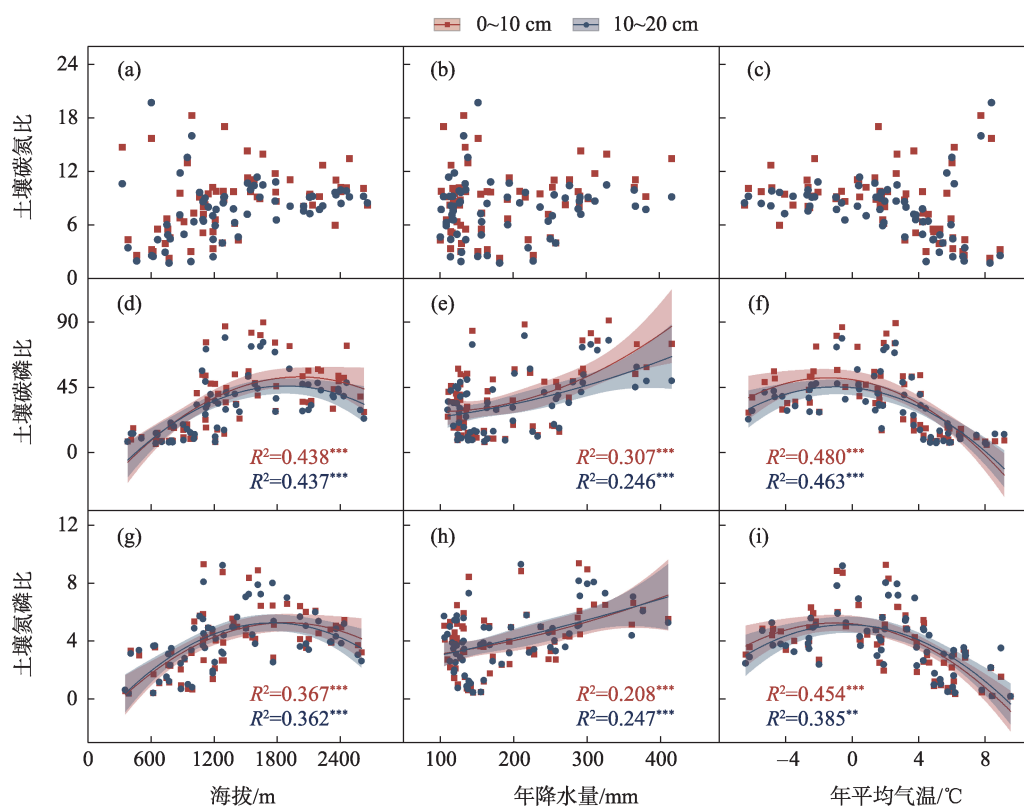 0~10 cm 10~20 cm
(a) (b) (c)
土壤碳氮比
24
18
12
6
0
(d) (e) (f)
土壤碳磷比
90
45
0
R²=0.438*** R²=0.307*** R²=0.480***
R²=0.437*** R²=0.246*** R²=0.463***
(g) (h) (i)
土壤氮磷比
12
8
4
0
R²=0.367*** R²=0.208*** R²=0.454***
R²=0.362*** R²=0.247*** R²=0.385**
0 600 1200 1800 2400 100 200 300 400 −4 0 4 8
海拔/m 年降水量/mm 年平均气温/℃